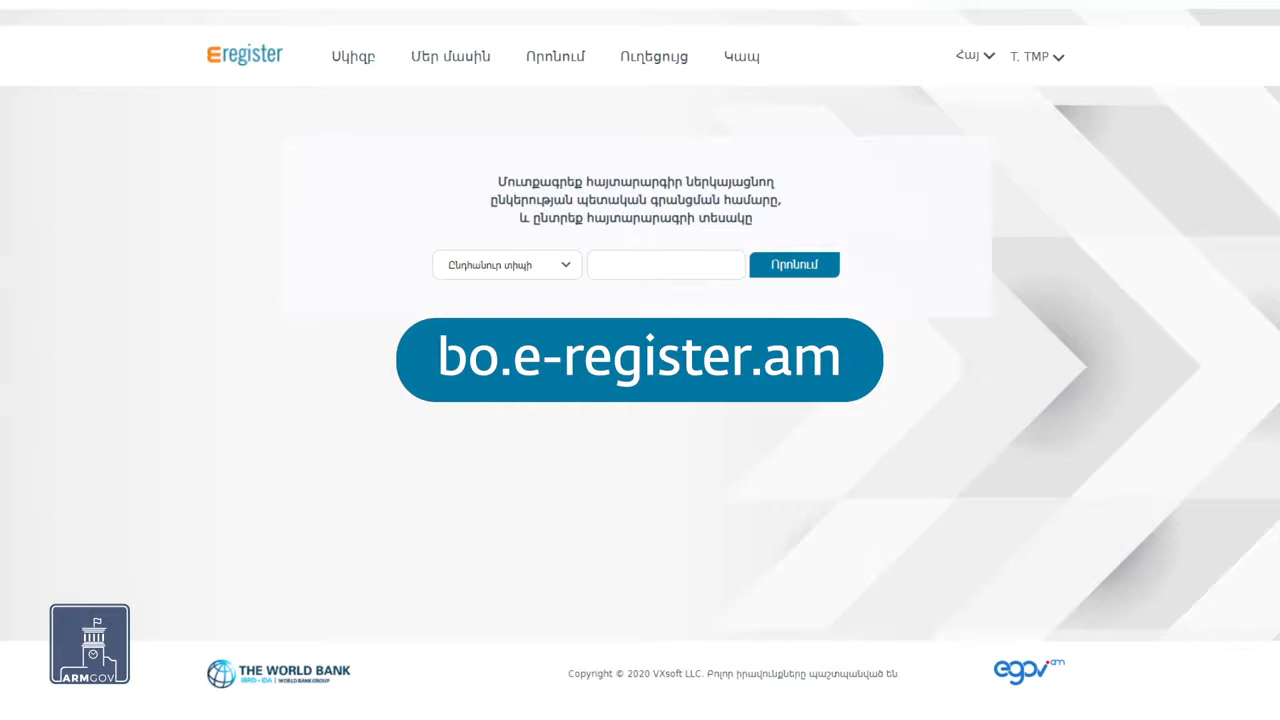 Eregister
Սկիզբ
Մեր մասին
Որոնում
Ուղեցույց
Կապ
Հայ
T. TMP
Մուտքագրեք հայտարարգիր ներկայացնող
ընկերության պետական գրանցման համարը,
և ընտրեք հայտարարագրի տեսակը
Ընդհանուր տիպի
Որոնում
bo.e-register.am
ARMGOV
THE WORLD BANK
IBRD • IDA | WORLD BANK GROUP
Copyright © 2020 VXsoft LLC. Բոլոր իրավունքները պաշտպանված են
egov.am